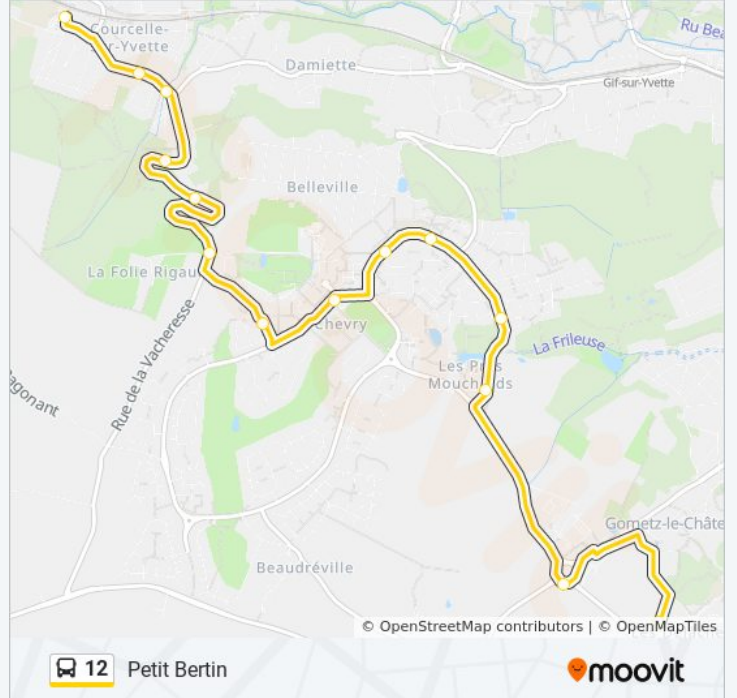 Courcelle-
sur-Yvette
Ru Bea
Damiette
Gif-sur-Yvette
Belleville
La Folie Rigau
Chevry
Rue de la Vacheresse
La Frileuse
Les Prés
Mouchards
agonant
Gometz-le-Châte
Beaudréville
© OpenStreetMap contributors | © OpenMapTiles
12 Petit Bertin
moovit